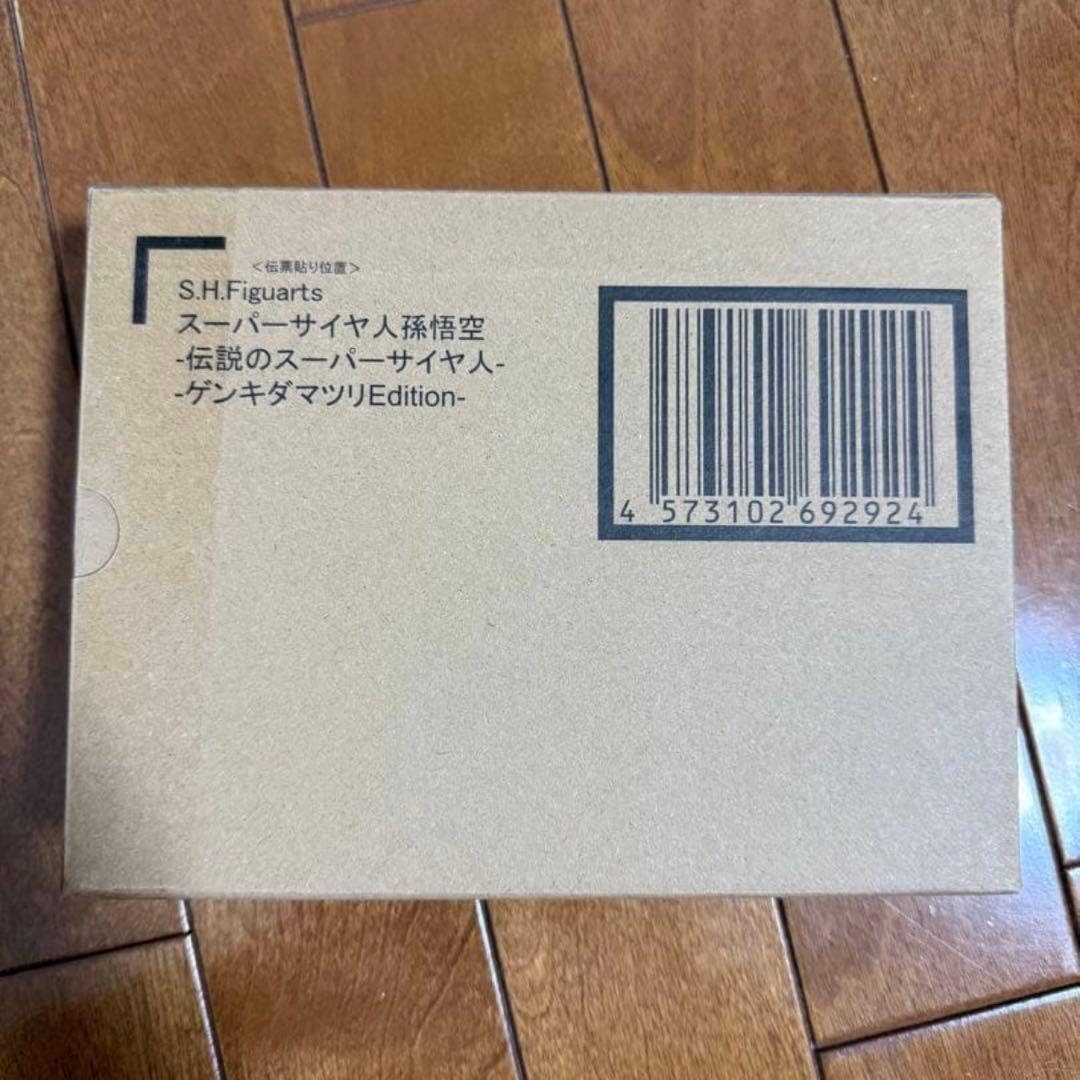 <伝票貼り位置>
S.H.Figuarts
スーパーサイヤ人孫悟空
-伝説のスーパーサイヤ人-
-ゲンキダマツリEdition-
4 573102 692924